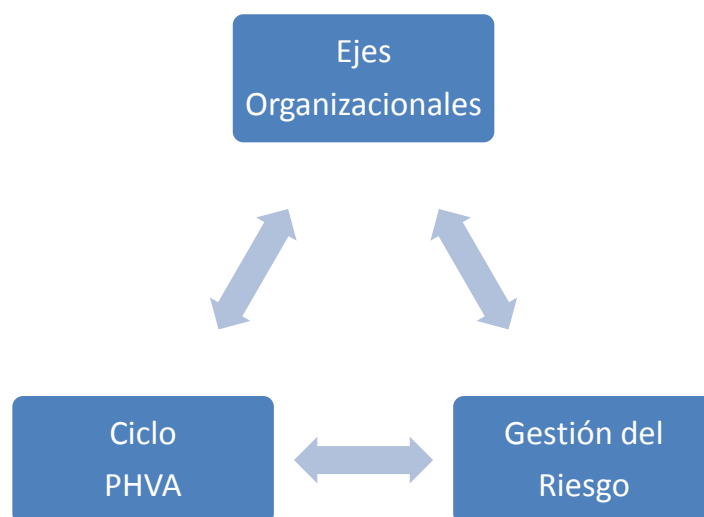 Ejes
Organizacionales
Ciclo
PHVA
Gestión del
Riesgo